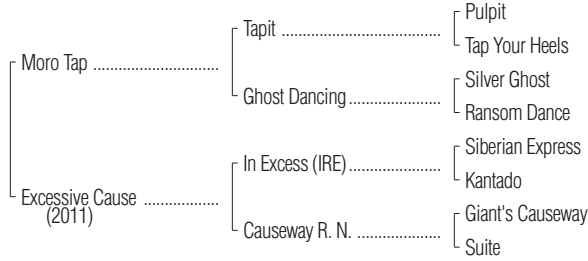 Pulpit
Tapit ....................................
Tap Your Heels
Moro Tap .............................
Silver Ghost
Ghost Dancing .....................
Ransom Dance
Siberian Express
In Excess (IRE) .....................
Kantado
Excessive Cause .................
(2011)
Giant's Causeway
Causeway R. N. ...................
Suite